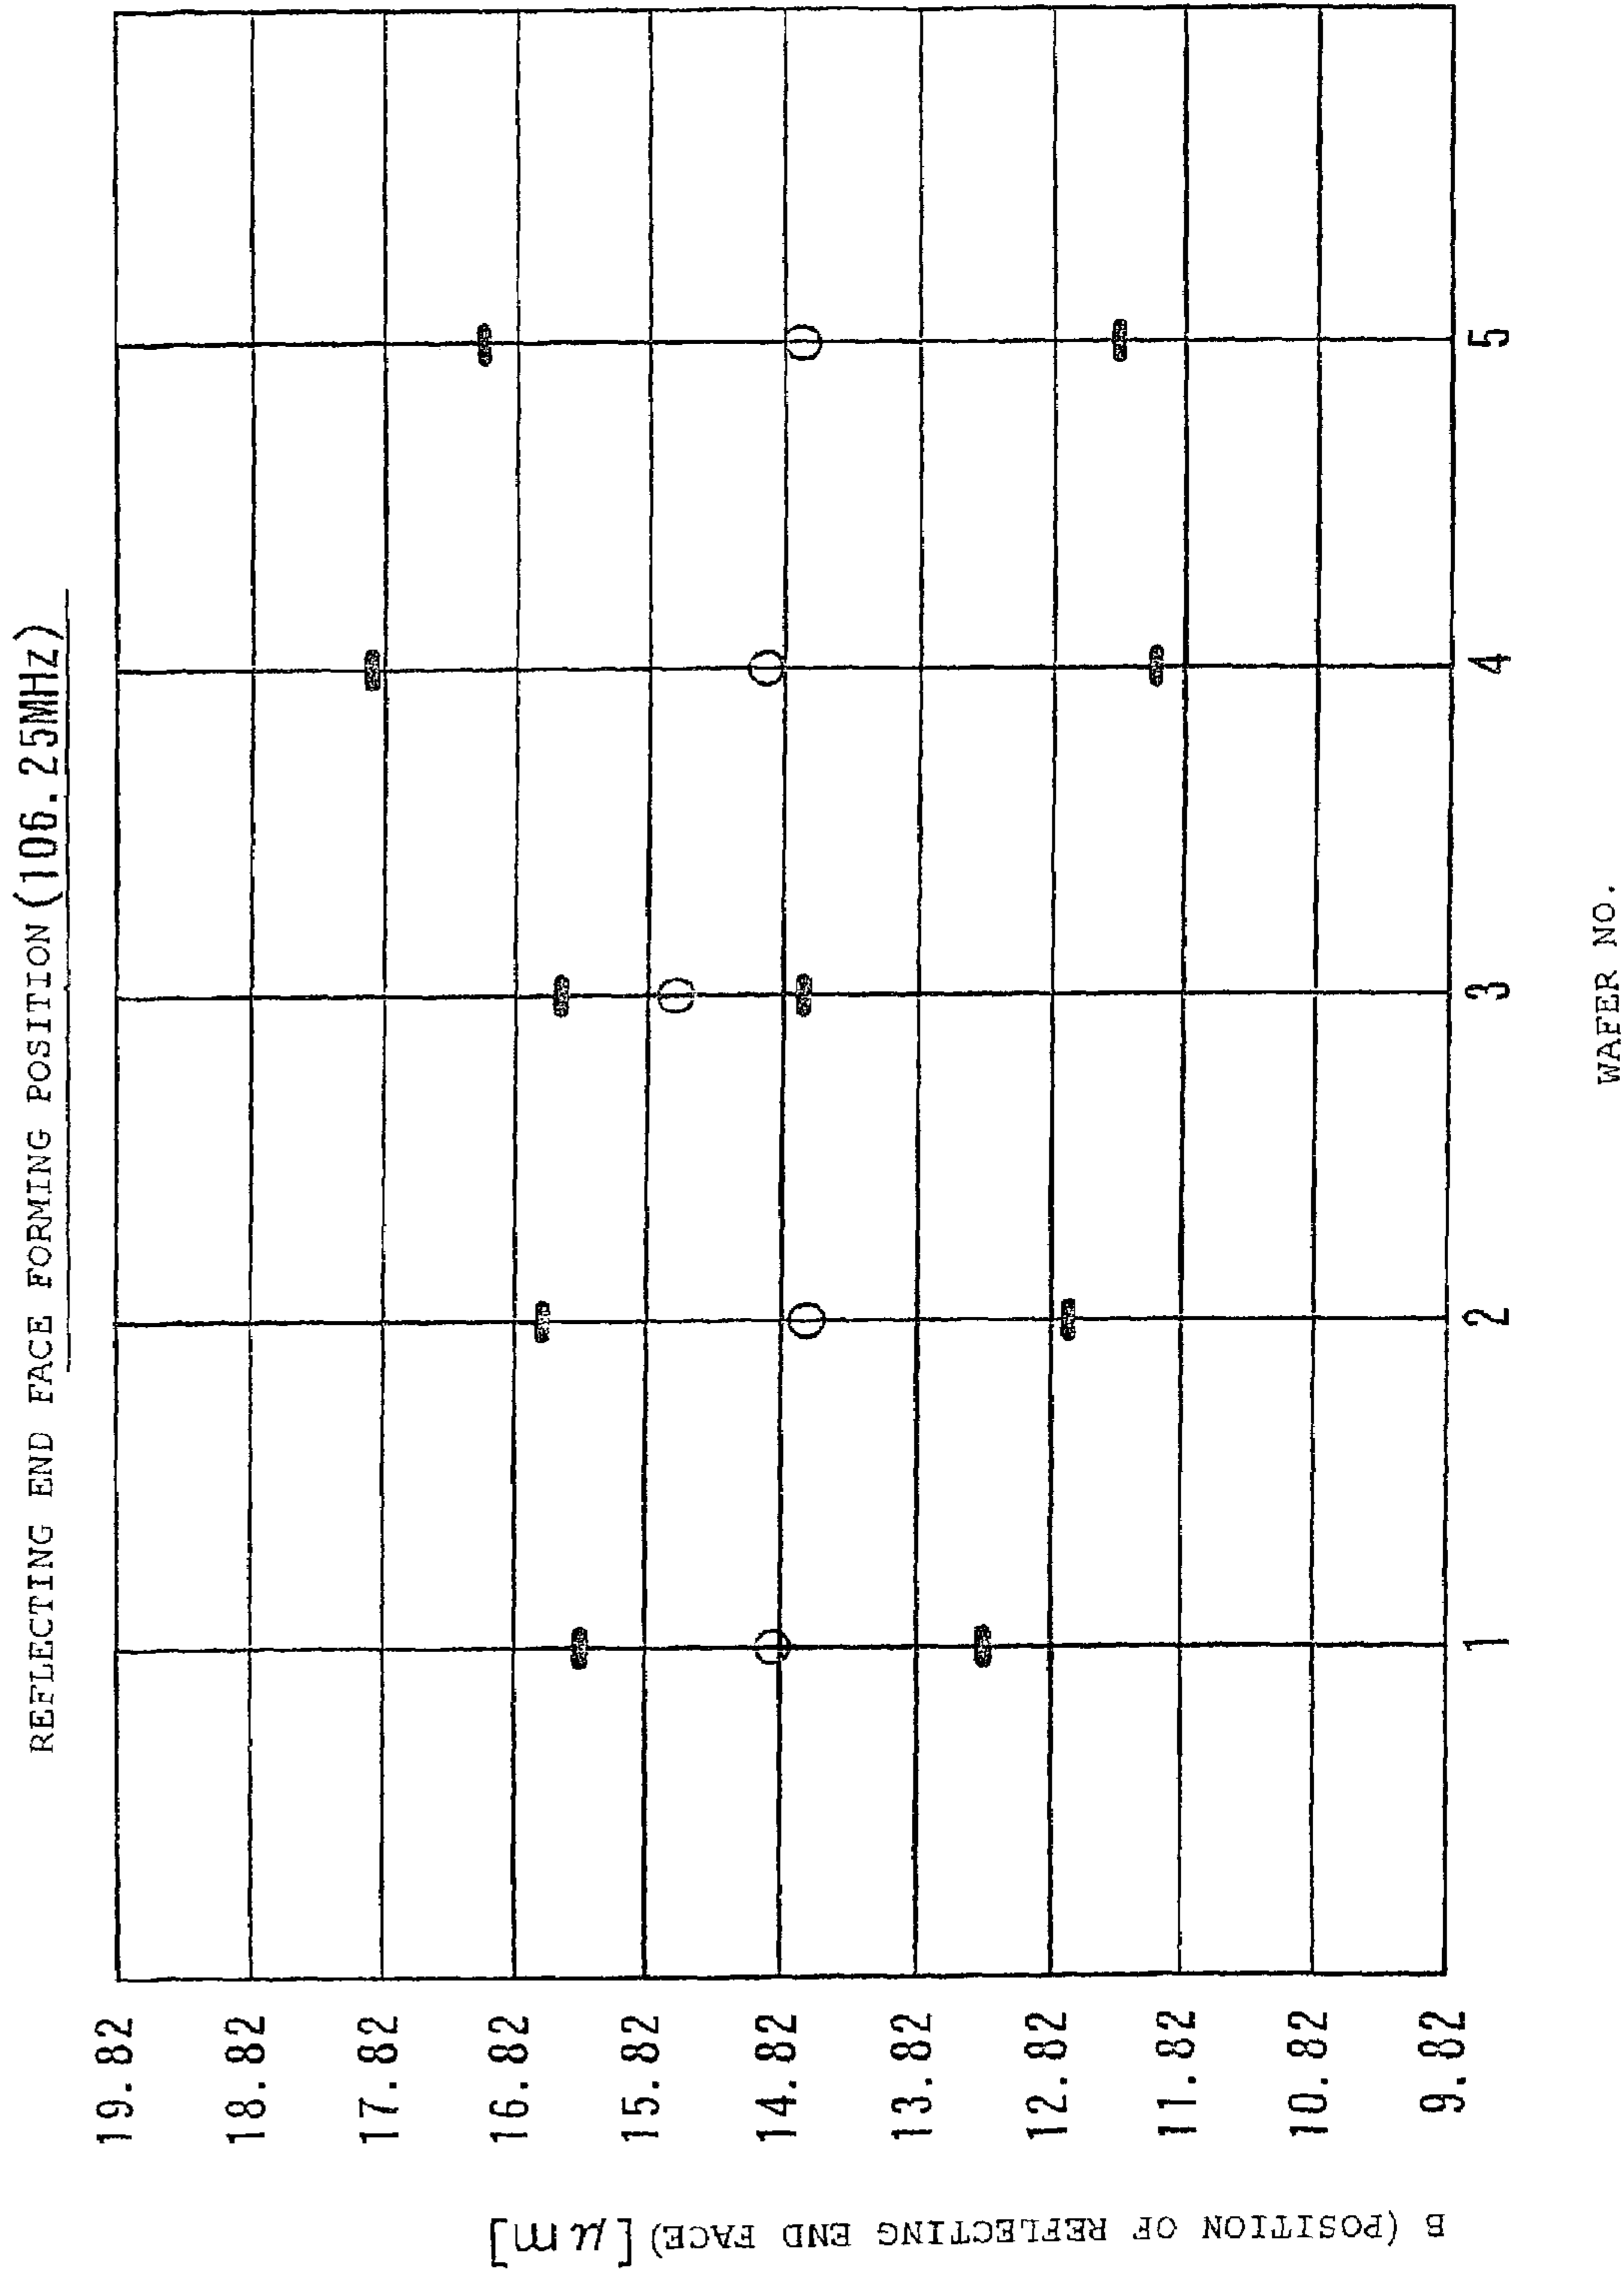 REFLECTING END FACE FORMING POSITION (106.25MHz)
B (POSITION OF REFLECTING END FACE) [μm]
19.82
18.82
17.82
16.82
15.82
14.82
13.82
12.82
11.82
10.82
9.82
1 2 3 4 5
WAFER NO.